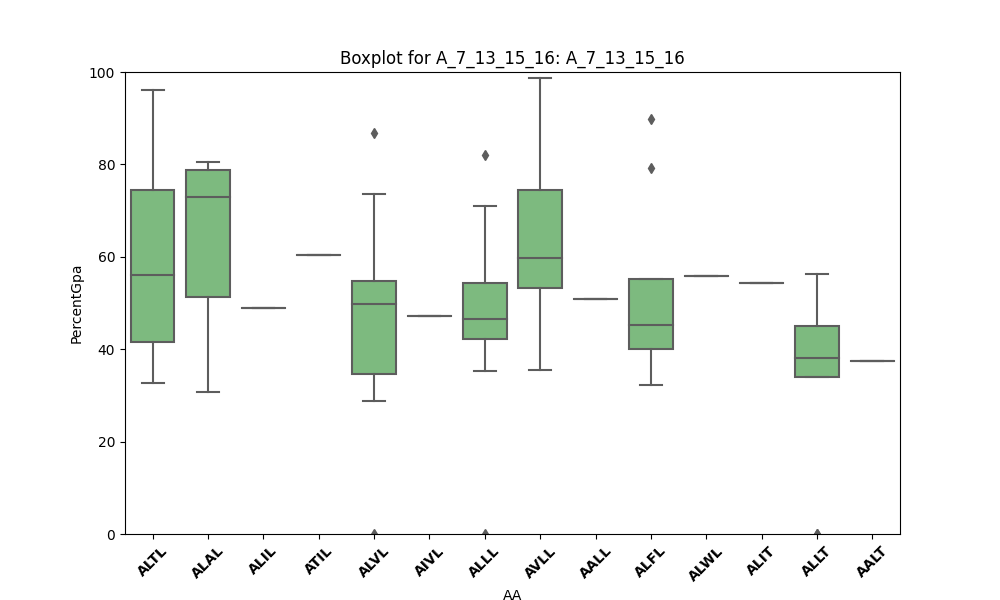 Boxplot for A_7_13_15_16: A_7_13_15_16
100
80
60
40
20
0
PercentGpa
ALTL
ALAL
ALIL
ATIL
ALVL
AIVL
ALLL
AVLL
AALL
ALFL
ALWL
ALIT
ALLT
AALT
AA